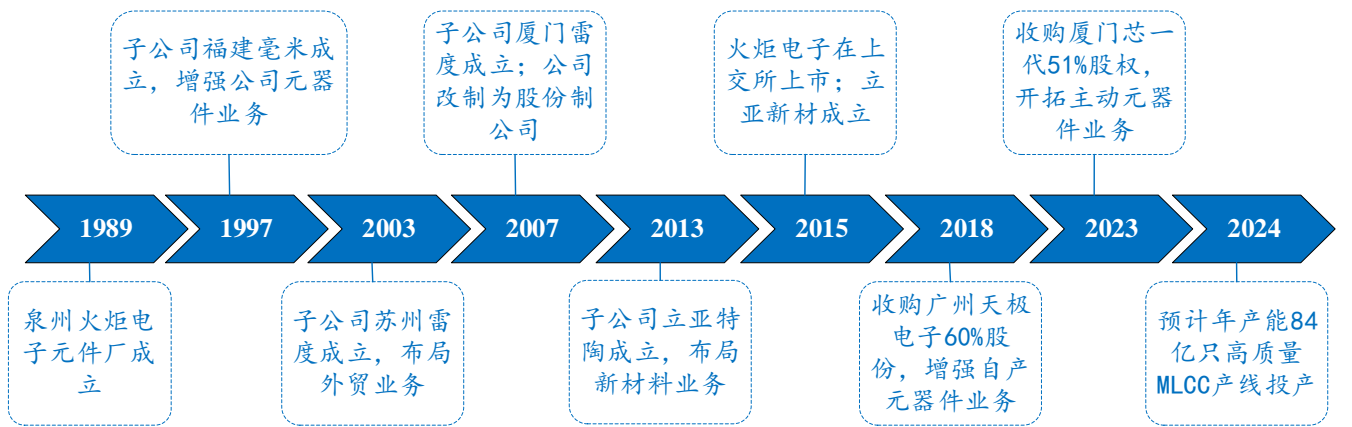 子公司福建毫米成
立，增强公司元器
件业务
子公司厦门雷
度成立；公司
改制为股份制
公司
火炬电子在上
交所上市；立
亚新材成立
收购厦门芯一
代51%股权，
开拓主动元器
件业务
1989
1997
2003
2007
2013
2015
2018
2023
2024
泉州火炬电
子元件厂成
立
子公司苏州雷
度成立，布局
外贸业务
子公司立亚特
陶成立，布局
新材料业务
收购广州天极
电子60%股
份，增强自产
元器件业务
预计年产能84
亿只高质量
MLCC产线投产